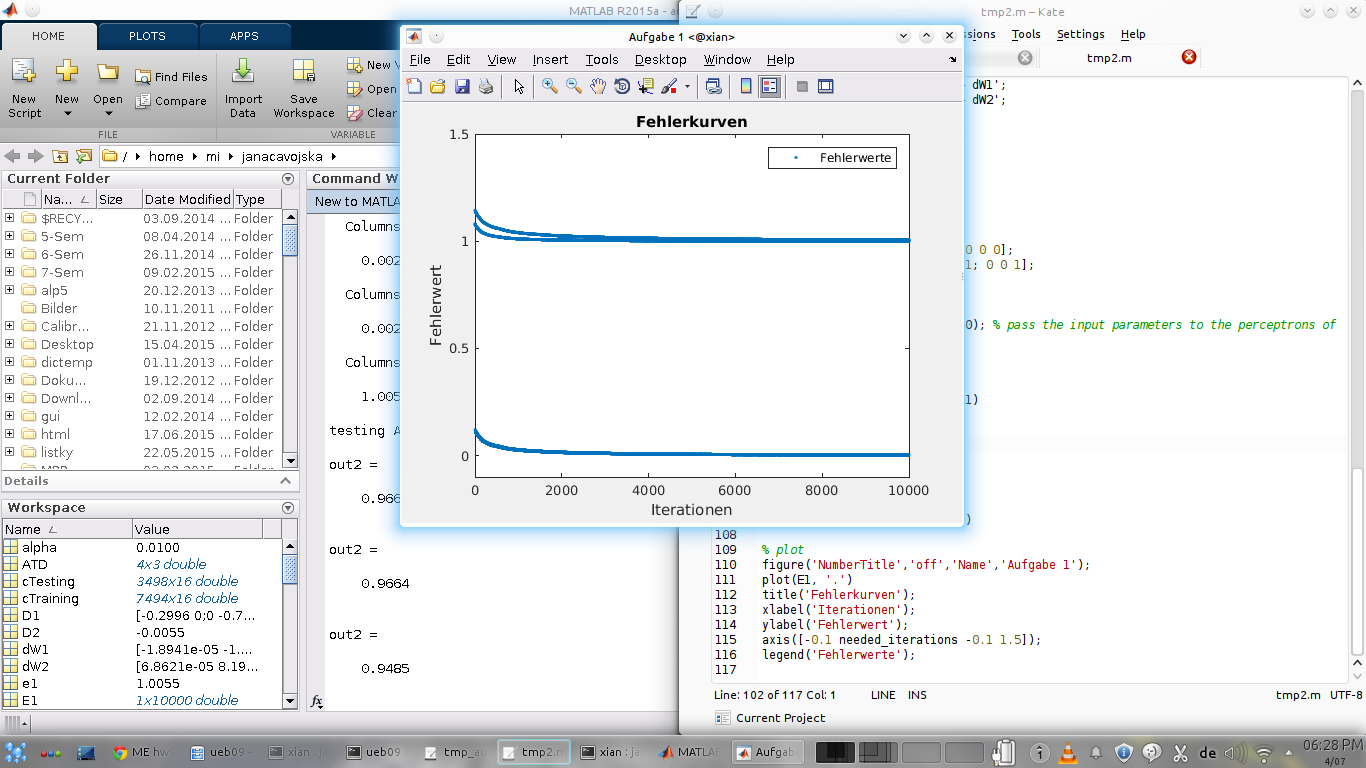 MATLAB R2015a - a
tmp2.m – Kate
HOME PLOTS APPS
New Script
New
Open
Find Files
Compare
Import Data
Save Workspace
New V
Open
Clear
FILE VARIABLE
/ home mi janacavojska
Current Folder
Na... Size Date Modified Type
$RECY... 03.09.2014 ... Folder
5-Sem 08.04.2014 ... Folder
6-Sem 26.11.2014 ... Folder
7-Sem 09.02.2015 ... Folder
alp5 20.12.2013 ... Folder
Bilder 10.11.2011 ... Folder
Calibr... 21.11.2012 ... Folder
Desktop 15.04.2015 ... Folder
dictemp 01.11.2013 ... Folder
Doku... 19.12.2012 ... Folder
Downl... 02.09.2014 ... Folder
gui 12.02.2014 ... Folder
html 17.06.2015 ... Folder
listky 22.05.2015 ... Folder
Details
Workspace
Name Value
alpha 0.0100
ATD 4x3 double
cTesting 3498x16 double
cTraining 7494x16 double
D1 [-0.2996 0;0 -0.7...
D2 -0.0055
dW1 [-1.8941e-05 -1....
dW2 [6.8621e-05 8.19...
e1 1.0055
E1 1x10000 double
Command W
New to MATLA
Columns
0.002
Columns
0.002
Columns
1.005
testing A
out2 =
0.966
out2 =
0.9664
out2 =
0.9485
fx
Aufgabe 1 <@xian>
File Edit View Insert Tools Desktop Window Help
Fehlerkurven
Fehlerwerte
Fehlerwert
1.5
1
0.5
0
0 2000 4000 6000 8000 10000
Iterationen
ssions Tools Settings Help
tmp2.m
dW1';
dW2';
0 0 0];
1; 0 0 1];
0); % pass the input parameters to the perceptrons of
1)
)
108
109 % plot
110 figure('NumberTitle','off','Name','Aufgabe 1');
111 plot(E1, '.')
112 title('Fehlerkurven');
113 xlabel('Iterationen');
114 ylabel('Fehlerwert');
115 axis([-0.1 needed_iterations -0.1 1.5]);
116 legend('Fehlerwerte');
117
Line: 102 of 117 Col: 1 LINE INS tmp2.m UTF-8
Current Project
ME hw ueb09 xian : j ueb09 tmp_a tmp2.m xian : ja MATLA Aufgab de 06:28 PM
4/07